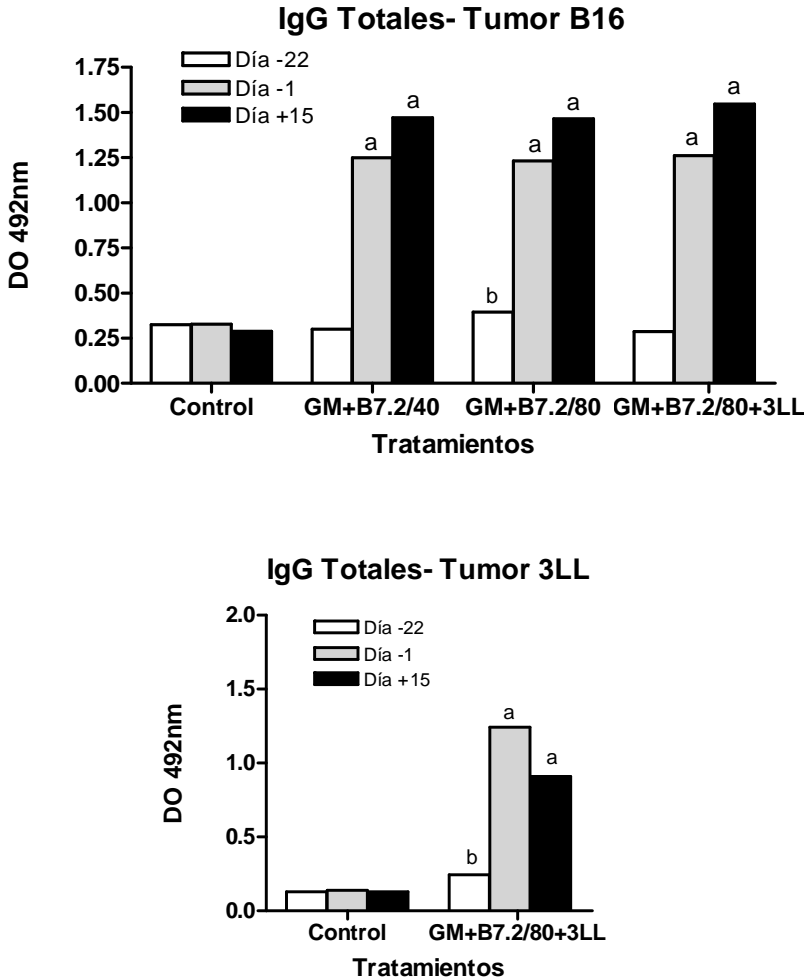 IgG Totales- Tumor B16
Día -22
Día -1
Día +15
DO 492nm
1.75
1.50
1.25
1.00
0.75
0.50
0.25
0.00
a
a
b
a
a
a
a
Control
GM+B7.2/40
GM+B7.2/80
GM+B7.2/80+3LL
Tratamientos
IgG Totales- Tumor 3LL
Día -22
Día -1
Día +15
DO 492nm
2.0
1.5
1.0
0.5
0.0
b
a
a
Control
GM+B7.2/80+3LL
Tratamientos